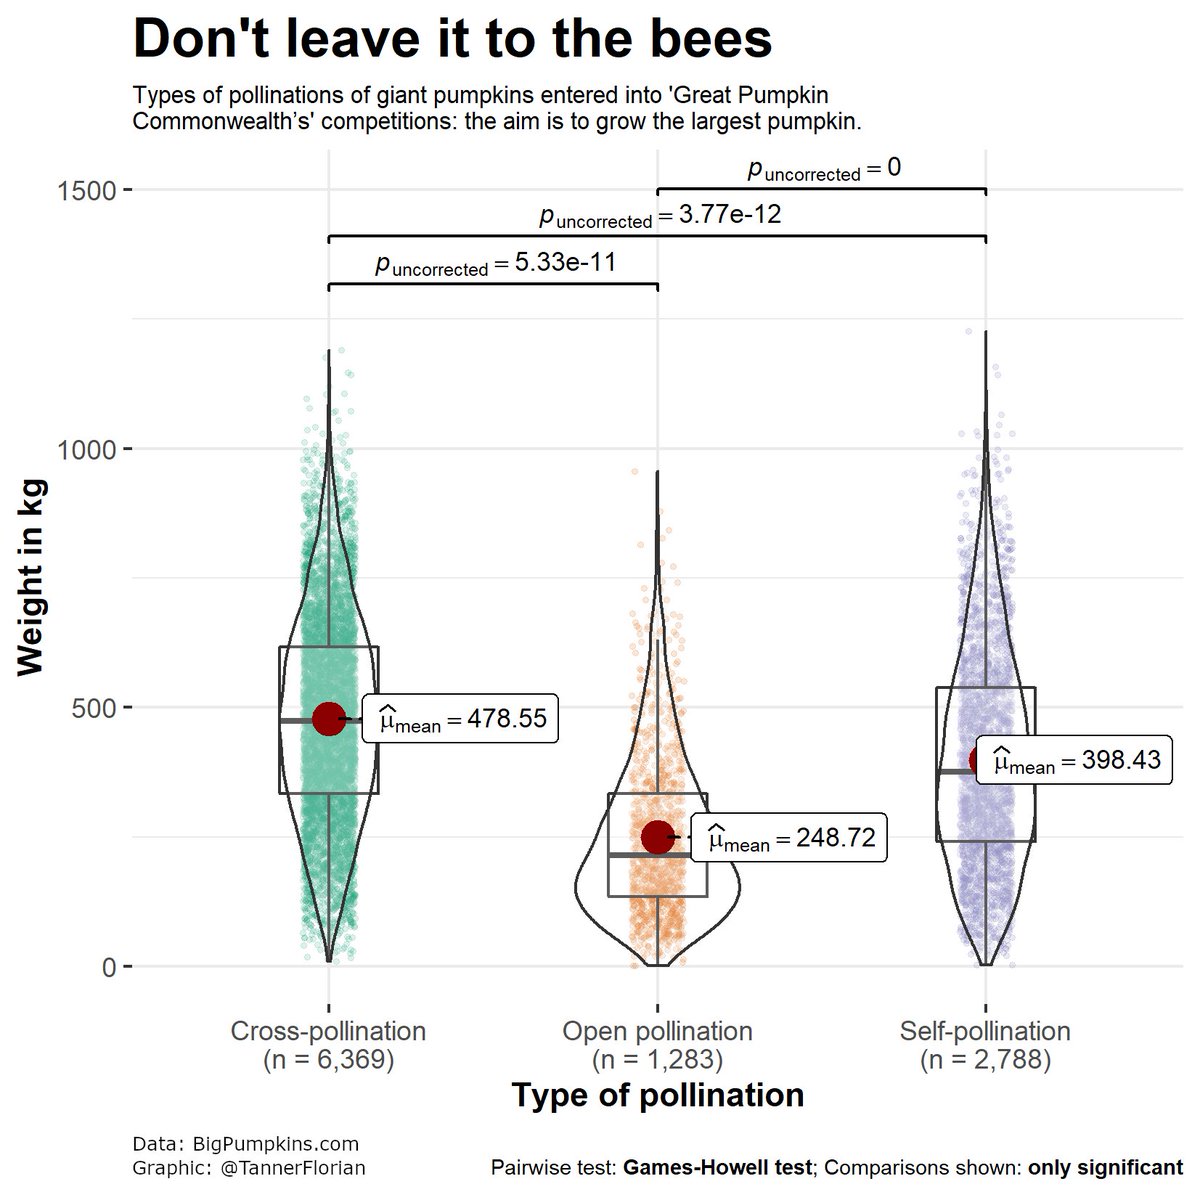 Don't leave it to the bees
Types of pollinations of giant pumpkins entered into 'Great Pumpkin
Commonwealth’s' competitions: the aim is to grow the largest pumpkin.
p uncorrected = 0
p uncorrected = 3.77e-12
p uncorrected = 5.33e-11
Weight in kg
1500
1000
500
0
μ̂ mean = 478.55
μ̂ mean = 248.72
μ̂ mean = 398.43
Cross-pollination
(n = 6,369)
Open pollination
(n = 1,283)
Self-pollination
(n = 2,788)
Type of pollination
Data: BigPumpkins.com
Graphic: @TannerFlorian
Pairwise test: Games-Howell test; Comparisons shown: only significant